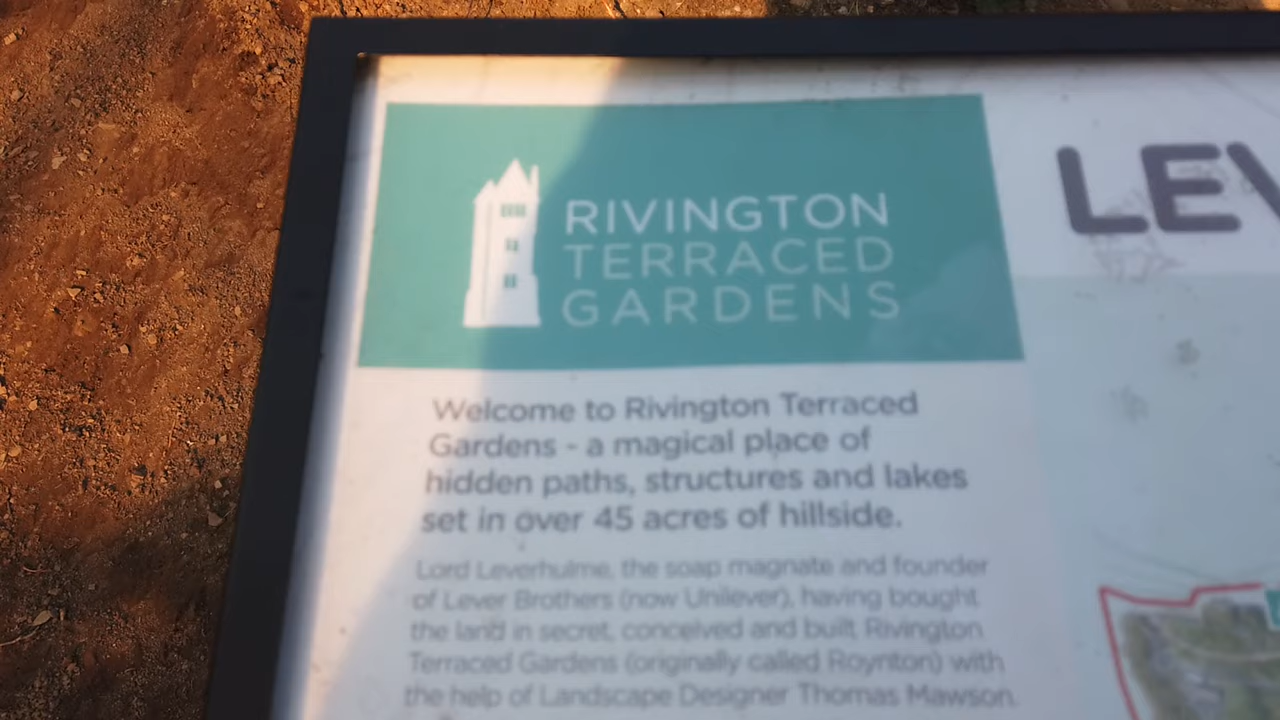 RIVINGTON
TERRACED
GARDENS
LEV
Welcome to Rivington Terraced
Gardens - a magical place of
hidden paths, structures and lakes
set in over 45 acres of hillside.
Lord Leverhulme, the soap magnate and founder
of Lever Brothers (now Unilever), having bought
the land in secret, conceived and built Rivington
Terraced Gardens (originally called Roynton) with
the help of Landscape Designer Thomas Mawson.